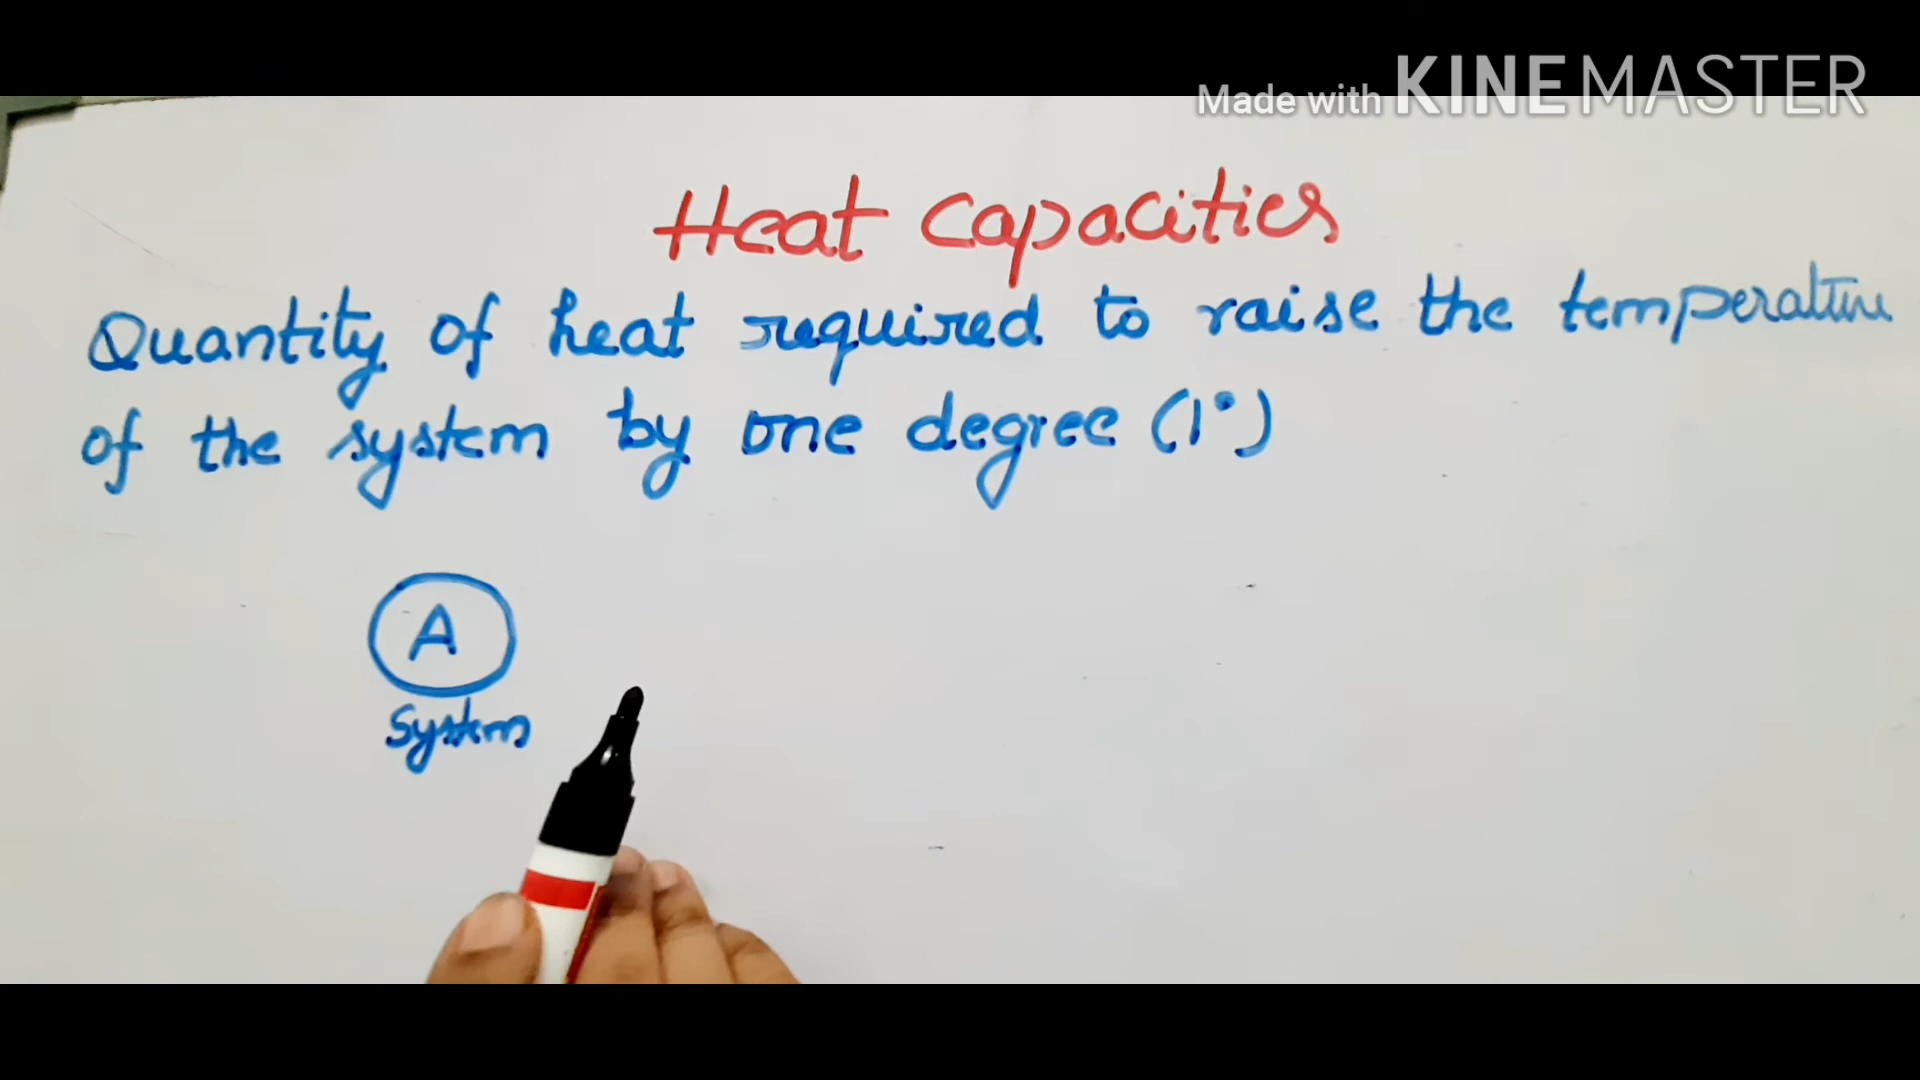 Made with KINEMASTER
Heat Capacities
Quantity of heat required to raise the temperature
of the system by one degree (1°)
A
System